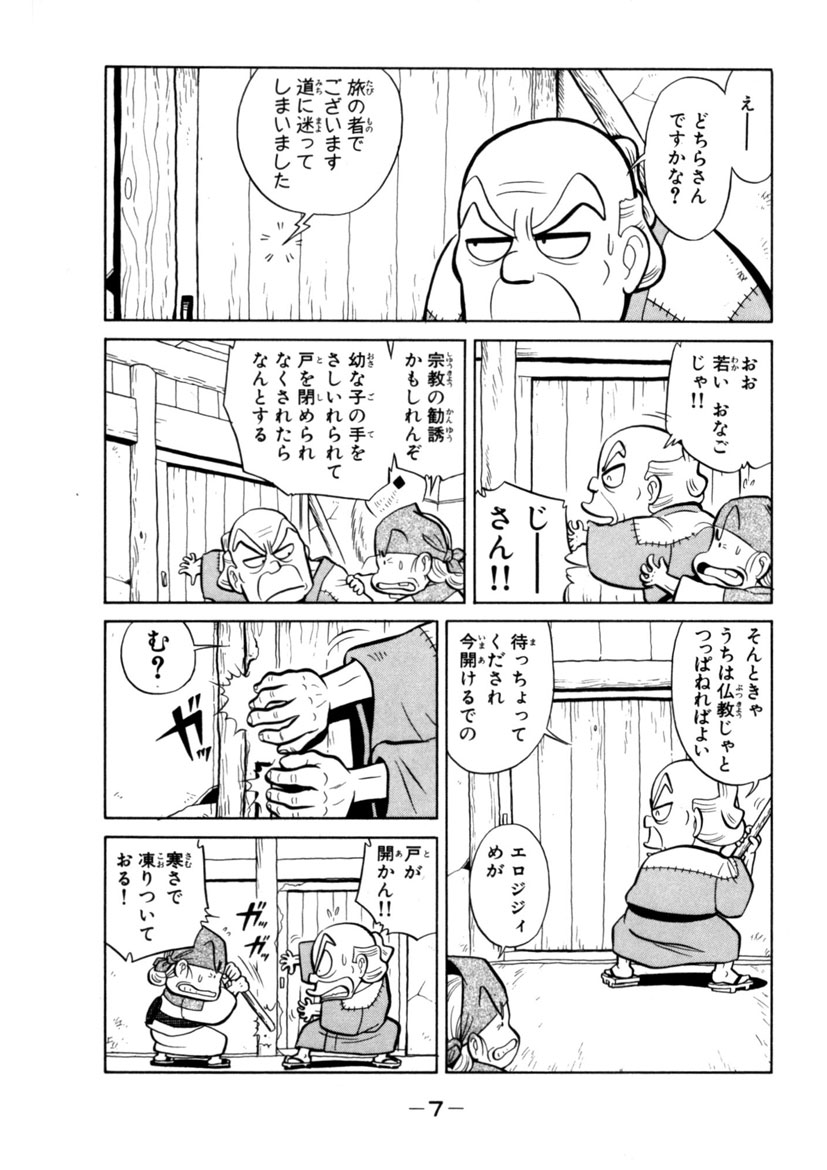 えーー
どちらさん
ですかな?
旅の者で
ございます
道に迷って
しまいました
おお
若い おなご
じゃ!!
じーー
さん!!
宗教の勧誘
かもしれんぞ
幼な子の手を
さしいれられて
戸を閉められ
なくされたら
なんとする
そんときゃ
うちは仏教じゃと
つっぱねればよい
待っちょって
くだされ
今開けるでの
エロジジィ
めが
む?
ガッ
戸が
開かん!!
ガッ
ガッ
寒さで
凍りついて
おる!
—7—